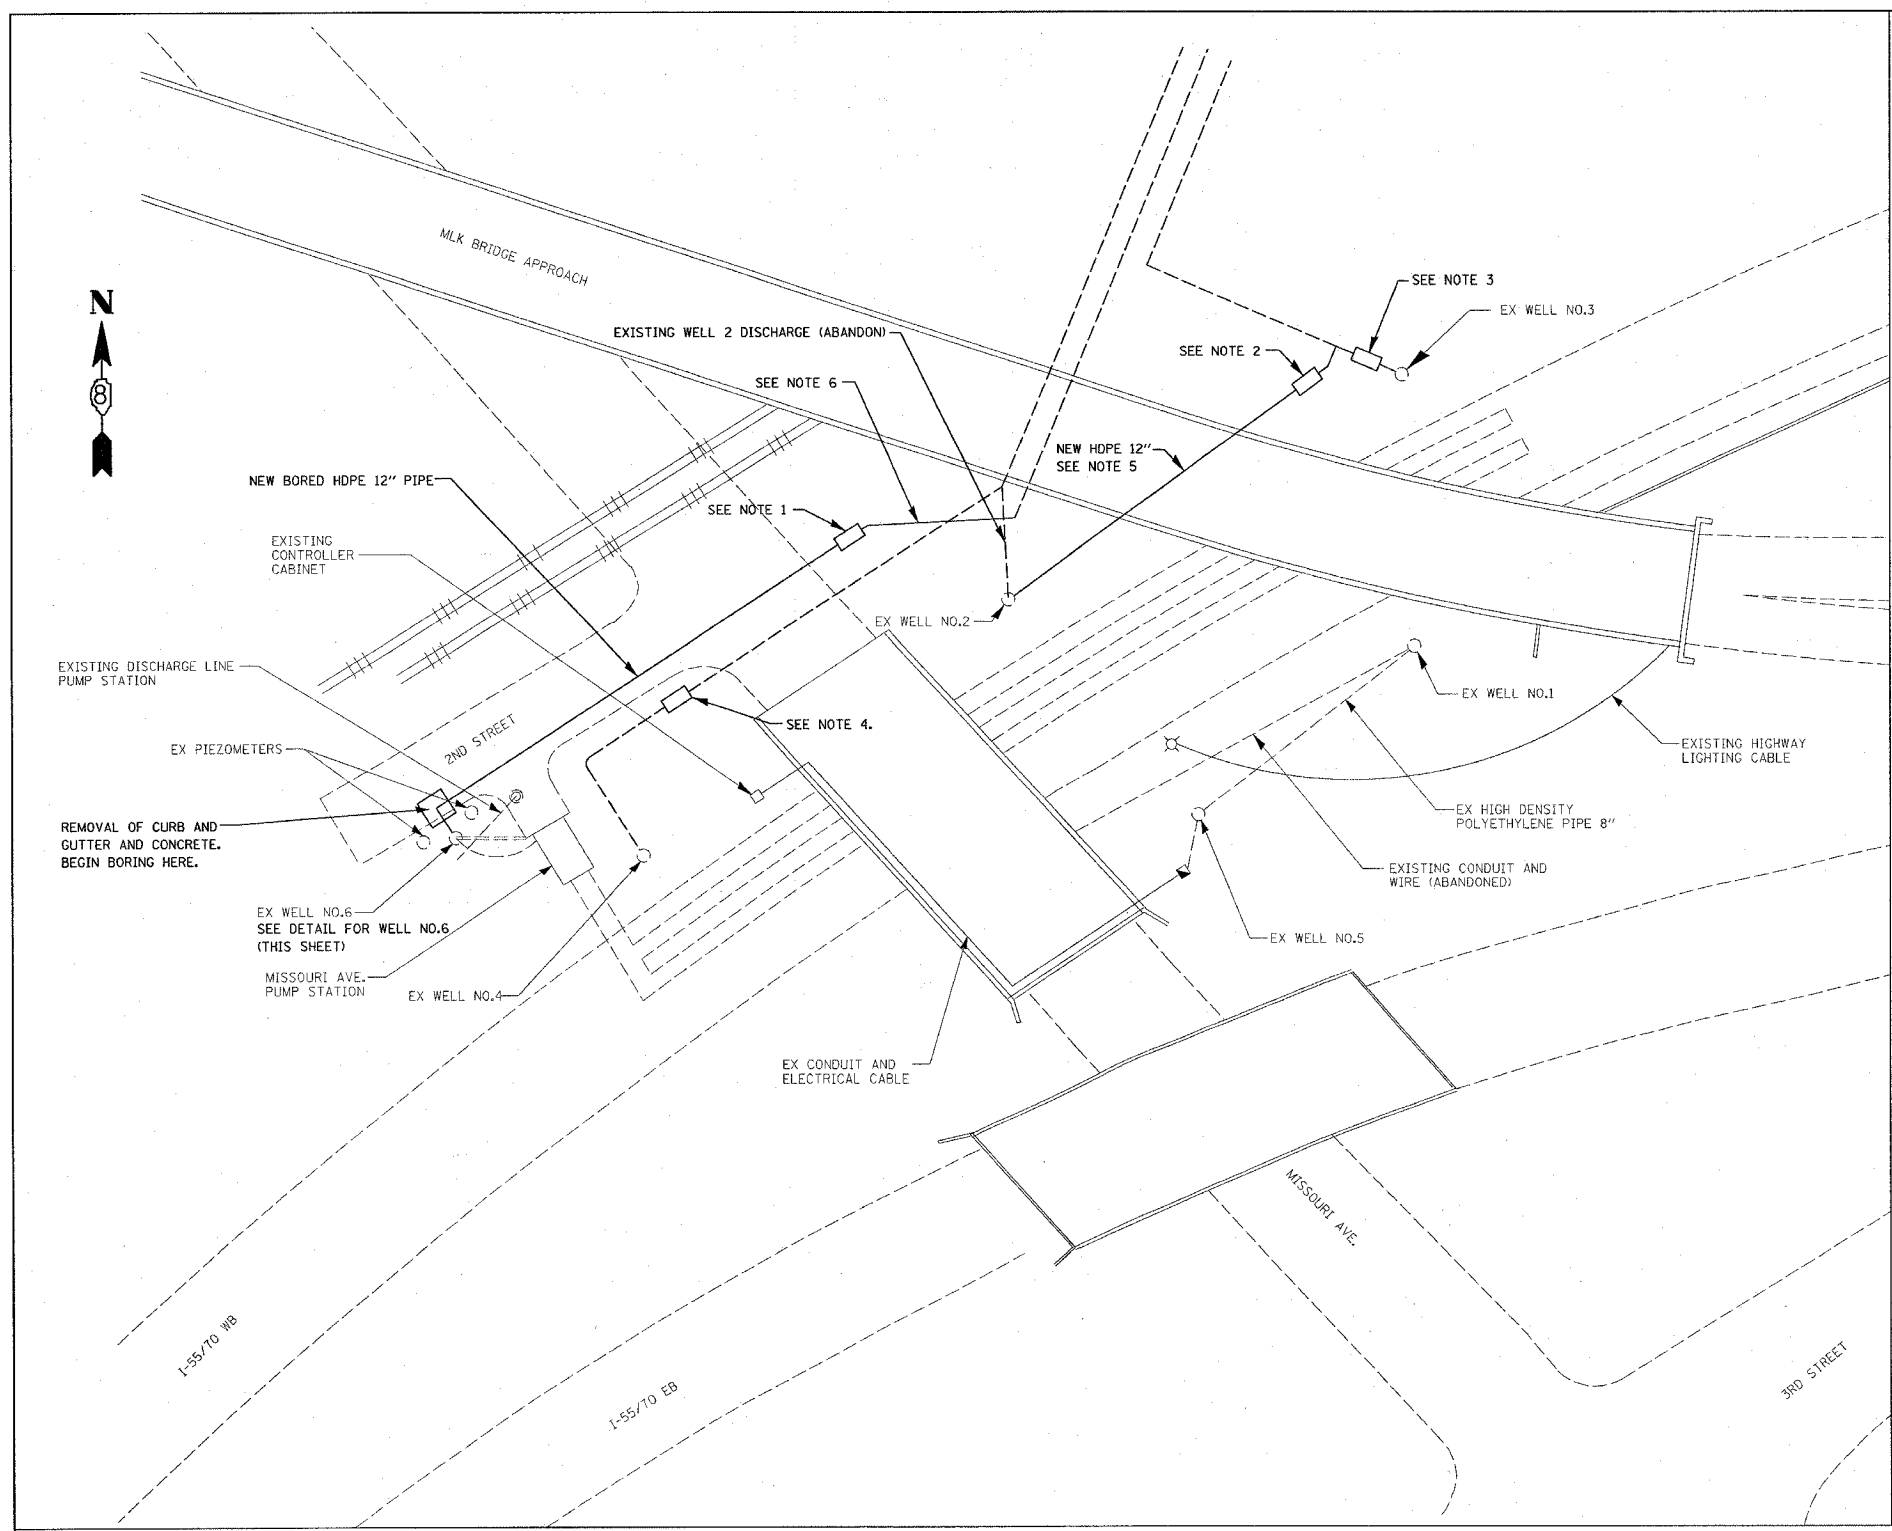 MLK BRIDGE APPROACH
N
8
SEE NOTE 3
EX WELL NO.3
EXISTING WELL 2 DISCHARGE (ABANDON)
SEE NOTE 2
SEE NOTE 6
NEW HDPE 12"
SEE NOTE 5
NEW BORED HDPE 12" PIPE
SEE NOTE 1
EXISTING
CONTROLLER
CABINET
EX WELL NO.2
EXISTING DISCHARGE LINE
PUMP STATION
EX WELL NO.1
SEE NOTE 4.
2ND STREET
EX PIEZOMETERS
EXISTING HIGHWAY
LIGHTING CABLE
EX HIGH DENSITY
POLYETHYLENE PIPE 8"
REMOVAL OF CURB AND
GUTTER AND CONCRETE.
BEGIN BORING HERE.
EXISTING CONDUIT AND
WIRE (ABANDONED)
EX WELL NO.6
SEE DETAIL FOR WELL NO.6
(THIS SHEET)
EX WELL NO.5
MISSOURI AVE.
PUMP STATION
EX WELL NO.4
EX CONDUIT AND
ELECTRICAL CABLE
MISSOURI AVE.
I-55/70 WB
I-55/70 EB
3RD STREET